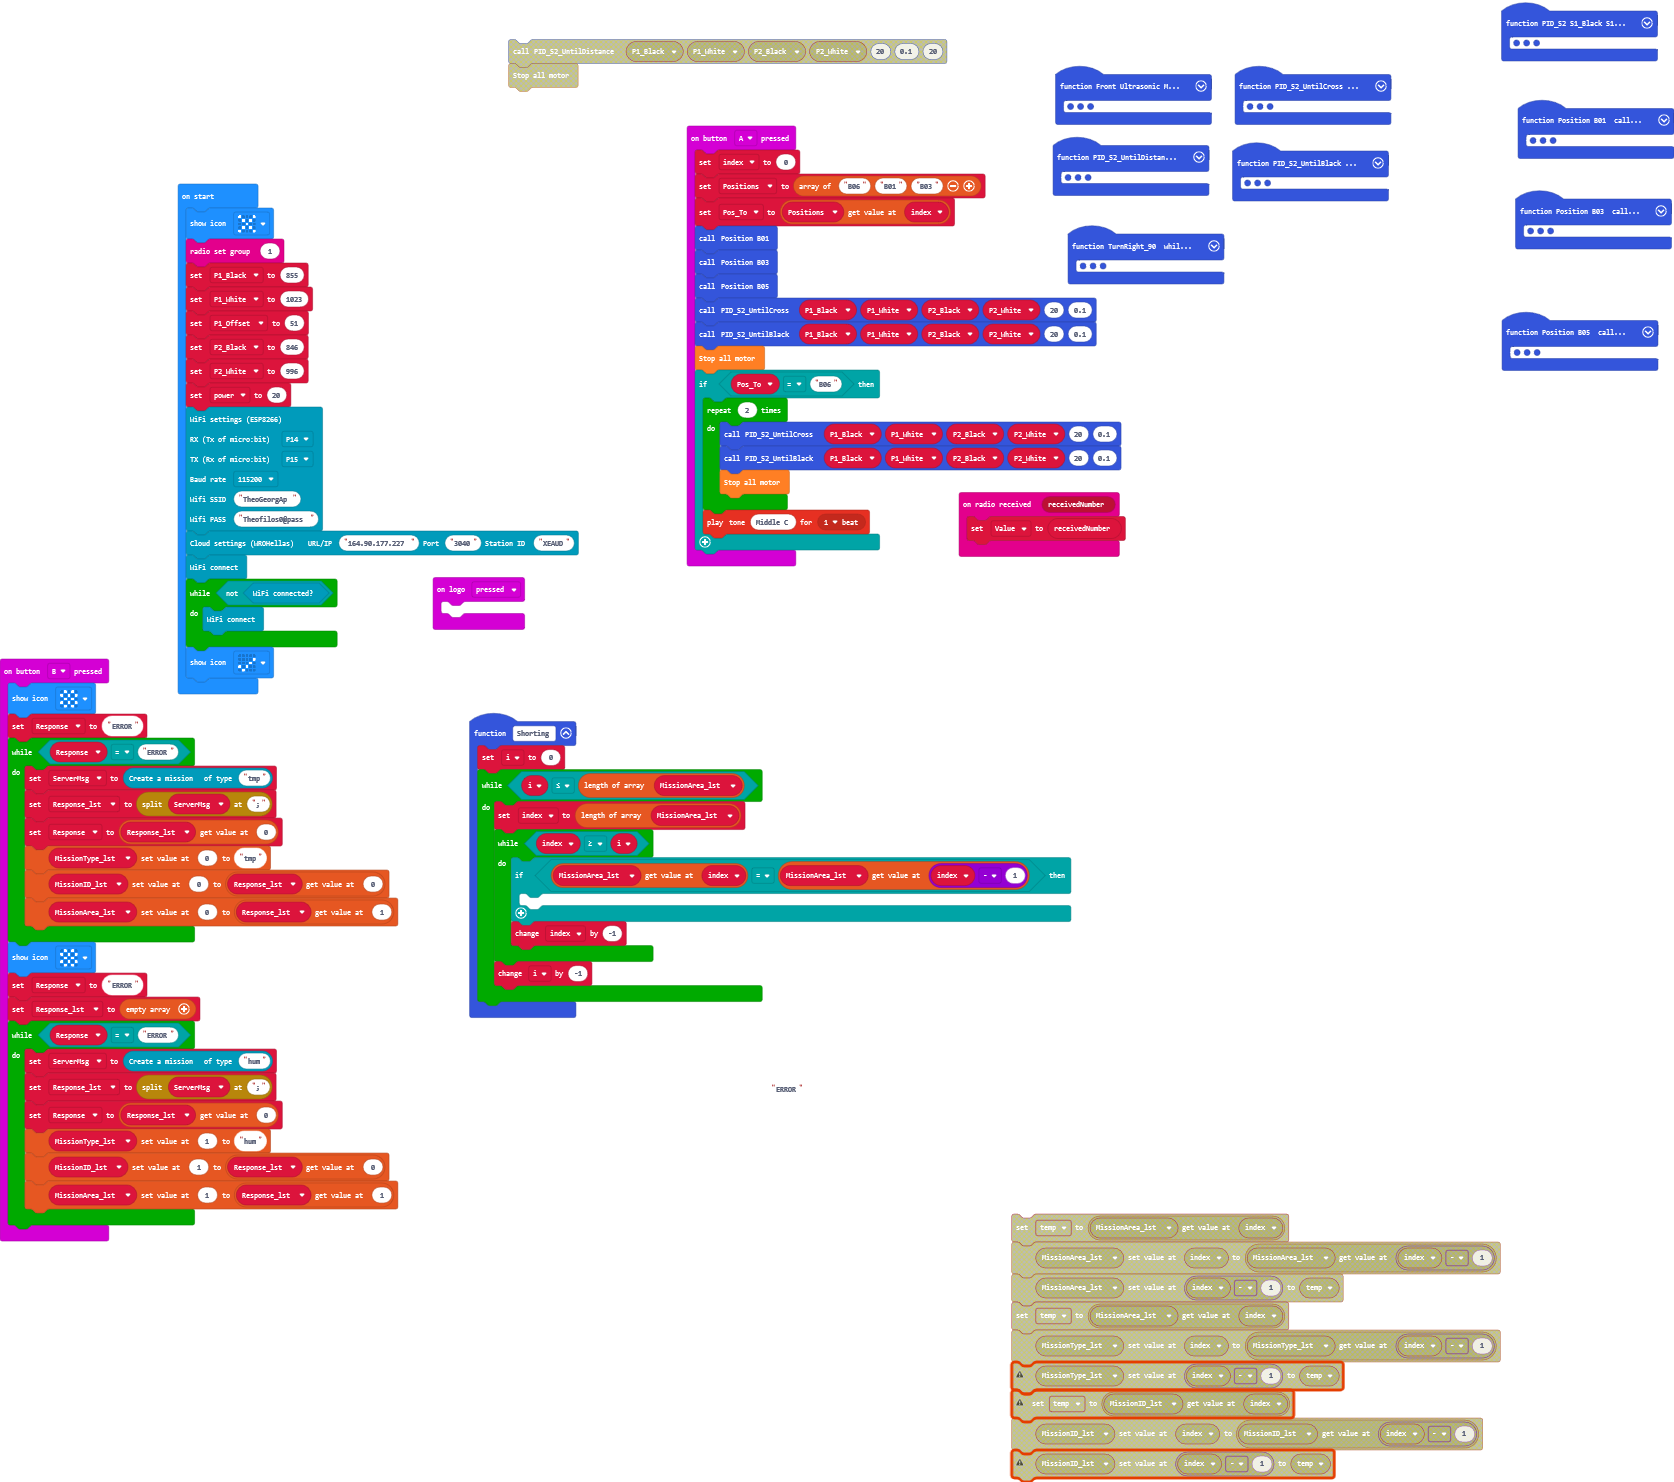 call PID_S2_UntilDistance P1_Black P1_White P2_Black P2_White 20 0.1 20
Stop all motor
function PID_S2 S1_Black S1...
function Front Ultrasonic M...
function PID_S2_UntilCross ...
function Position B01 call...
function PID_S2_UntilDistan...
function PID_S2_UntilBlack ...
function Position B03 call...
function TurnRight_90 whil...
function Position B05 call...
on button A pressed
set index to 0
set Positions to array of "B06" "B01" "B03"
set Pos_To to Positions get value at index
call Position B01
call Position B03
call Position B05
call PID_S2_UntilCross P1_Black P1_White P2_Black P2_White 20 0.1
call PID_S2_UntilBlack P1_Black P1_White P2_Black P2_White 20 0.1
Stop all motor
if Pos_To = "B06" then
repeat 2 times
do call PID_S2_UntilCross P1_Black P1_White P2_Black P2_White 20 0.1
call PID_S2_UntilBlack P1_Black P1_White P2_Black P2_White 20 0.1
Stop all motor
play tone Middle C for 1 beat
on radio received receivedNumber
set Value to receivedNumber
on start
show icon
radio set group 1
set P1_Black to 855
set P1_White to 1023
set P1_Offset to 51
set P2_Black to 846
set P2_White to 996
set power to 20
WiFi settings (ESP8266)
RX (Tx of micro:bit) P14
TX (Rx of micro:bit) P15
Baud rate 115200
Wifi SSID "TheoGeorgAp"
Wifi PASS "Theofilos0@pass"
Cloud settings (WROHellas) URL/IP "164.90.177.227" Port "3040" Station ID "XEAUD"
WiFi connect
while not WiFi connected?
do WiFi connect
show icon
on logo pressed
on button B pressed
show icon
set Response to "ERROR"
while Response = "ERROR"
do set ServerMsg to Create a mission of type "tmp"
set Response_lst to split ServerMsg at ";"
set Response to Response_lst get value at 0
MissionType_lst set value at 0 to "tmp"
MissionID_lst set value at 0 to Response_lst get value at 0
MissionArea_lst set value at 0 to Response_lst get value at 1
show icon
set Response to "ERROR"
set Response_lst to empty array
while Response = "ERROR"
do set ServerMsg to Create a mission of type "hum"
set Response_lst to split ServerMsg at ";"
set Response to Response_lst get value at 0
MissionType_lst set value at 1 to "hum"
MissionID_lst set value at 1 to Response_lst get value at 0
MissionArea_lst set value at 1 to Response_lst get value at 1
function Shorting
set i to 0
while i ≤ length of array MissionArea_lst
do set index to length of array MissionArea_lst
while index ≥ i
do if MissionArea_lst get value at index = MissionArea_lst get value at index - 1 then
change index by -1
change i by -1
"ERROR"
set temp to MissionArea_lst get value at index
MissionArea_lst set value at index to MissionArea_lst get value at index - 1
MissionArea_lst set value at index - 1 to temp
set temp to MissionArea_lst get value at index
MissionType_lst set value at index to MissionType_lst get value at index - 1
MissionType_lst set value at index - 1 to temp
set temp to MissionID_lst get value at index
MissionID_lst set value at index to MissionID_lst get value at index - 1
MissionID_lst set value at index - 1 to temp